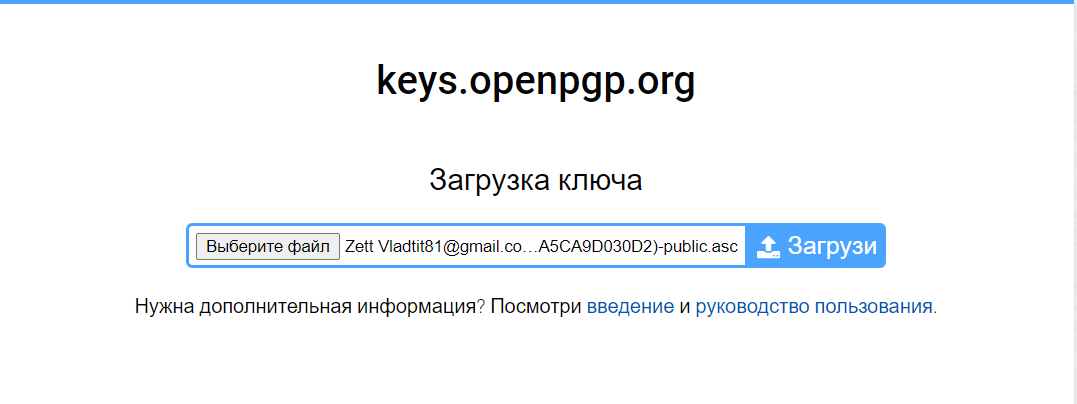 keys.openpgp.org
Загрузка ключа
Выберите файл Zett Vladtit81@gmail.co...A5CA9D030D2)-public.asc Загрузи
Нужна дополнительная информация? Посмотри введение и руководство пользования.